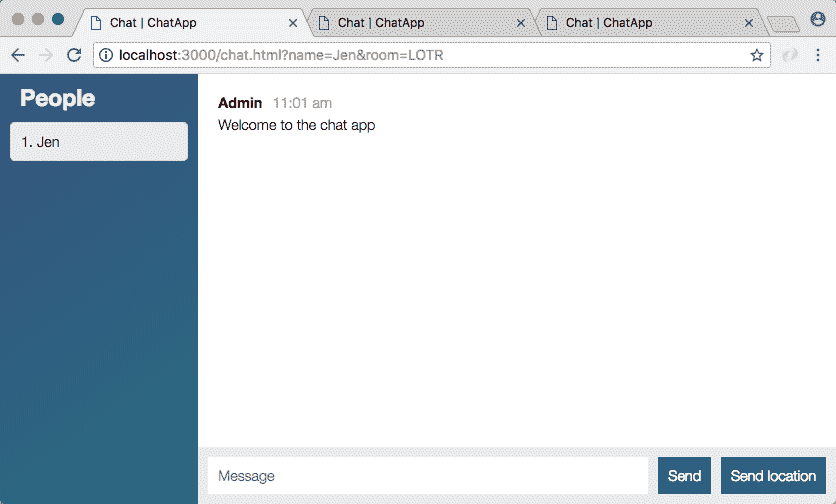 Chat | ChatApp Chat | ChatApp Chat | ChatApp
localhost:3000/chat.html?name=Jen&room=LOTR
People
1. Jen
Admin 11:01 am
Welcome to the chat app
Message Send Send location